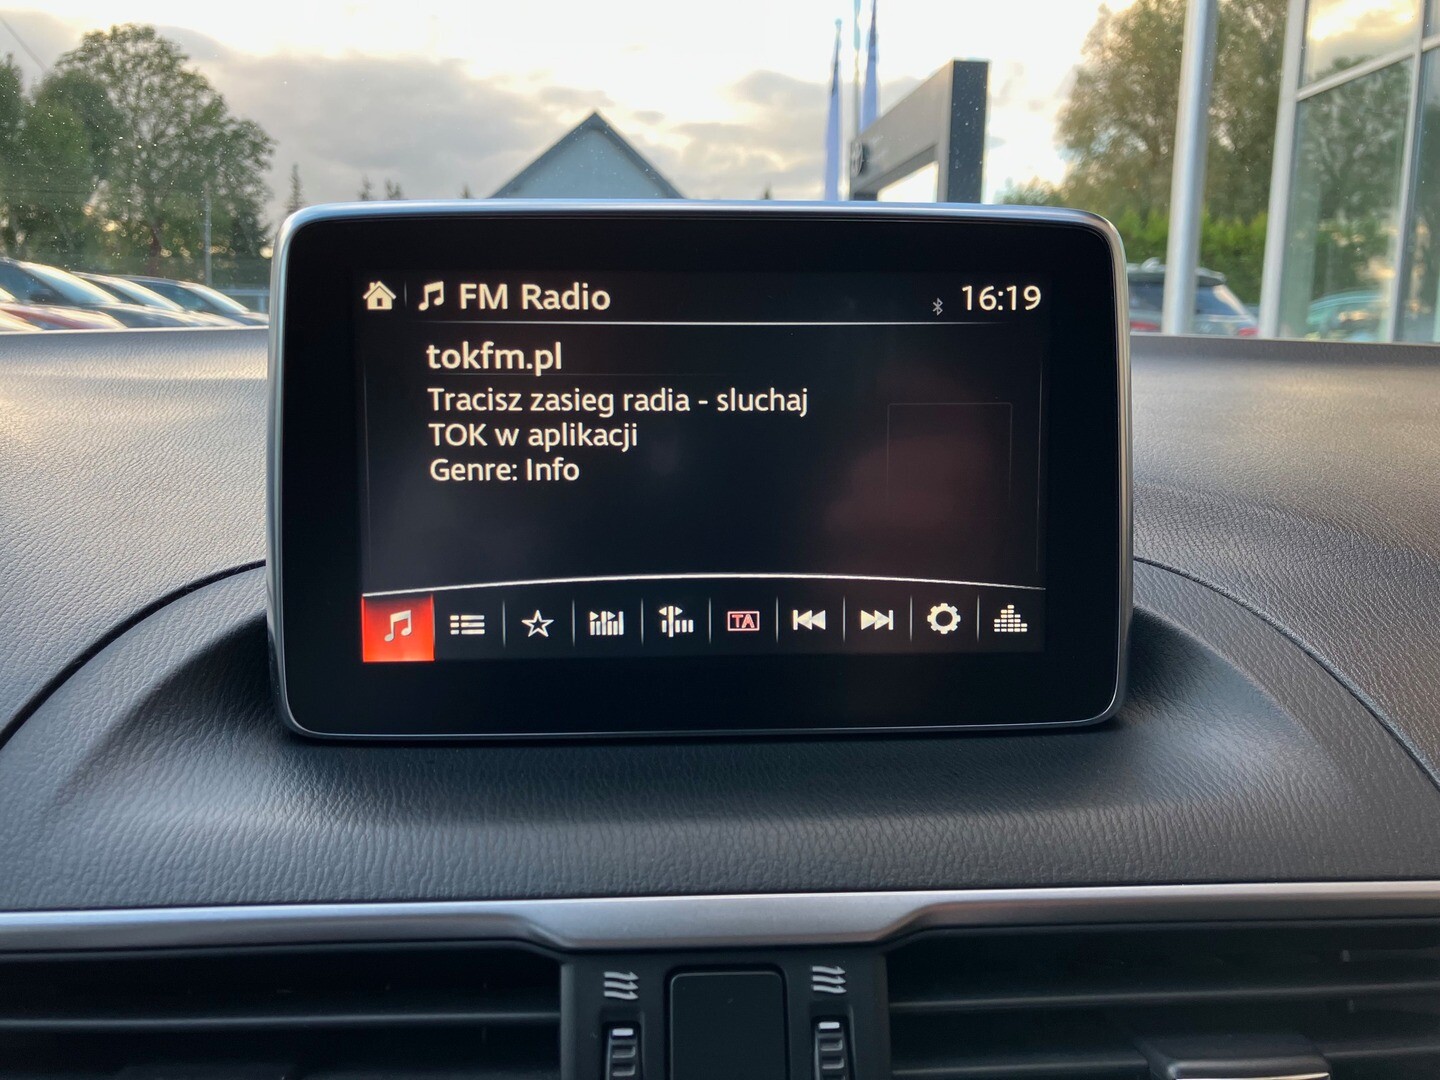 FM Radio 16:19
tokfm.pl
Tracisz zasieg radia - sluchaj
TOK w aplikacji
Genre: Info
TA